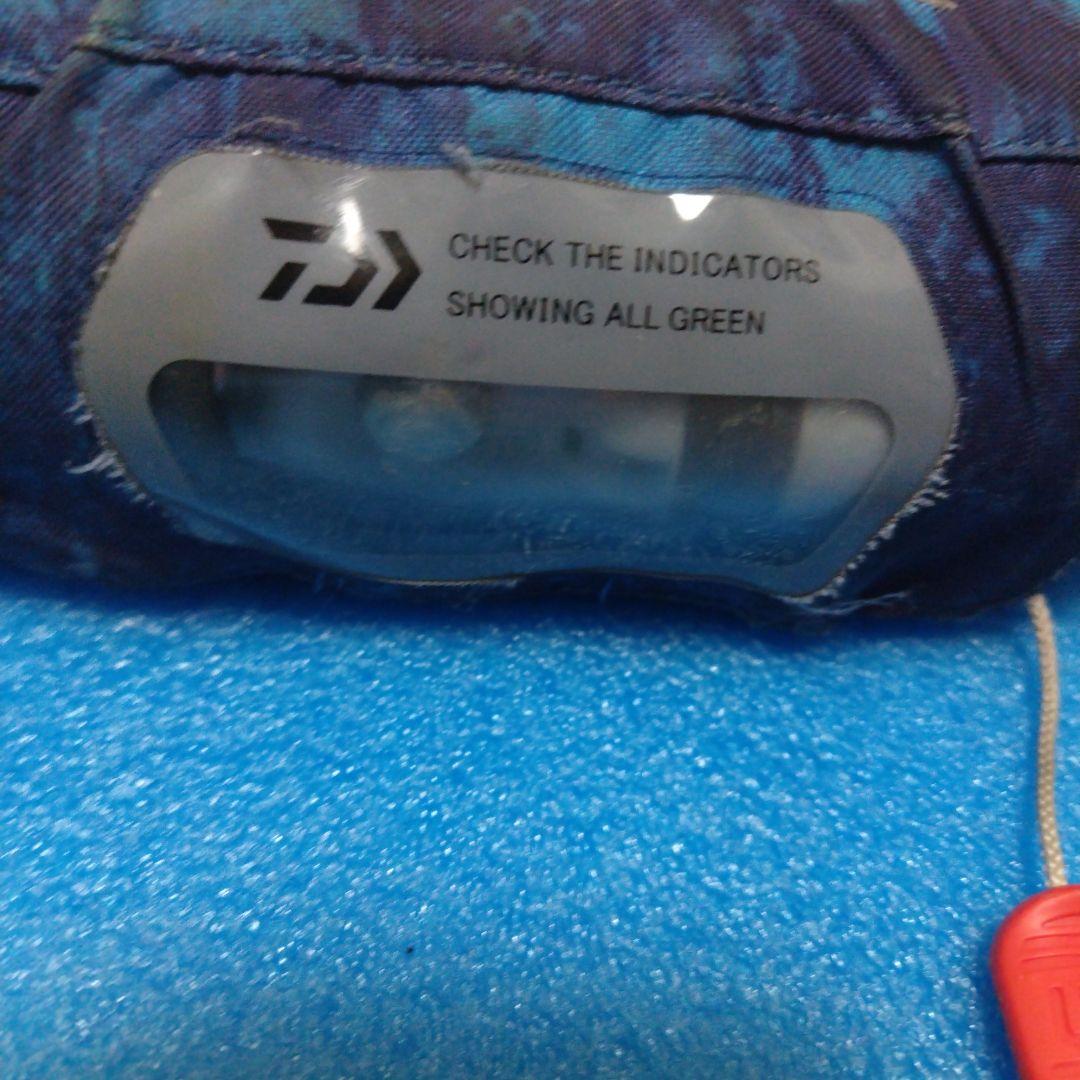 CHECK THE INDICATORS
SHOWING ALL GREEN